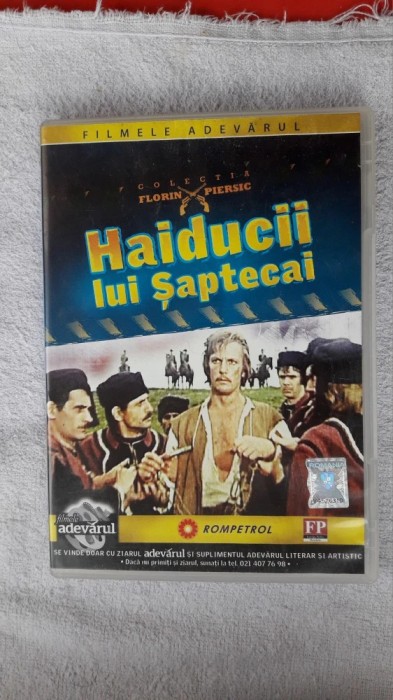 FILMELE ADEVĂRUL
COLECȚIA
FLORIN PIERSIC
Haiducii
lui Șaptecai
filmele
adevărul
ROMPETROL
FP
SE VINDE DOAR CU ZIARUL adevărul ȘI SUPLIMENTUL ADEVĂRUL LITERAR ȘI ARTISTIC
• Dacă nu primiți și ziarul, sunați la tel. 021 407 76 98 •